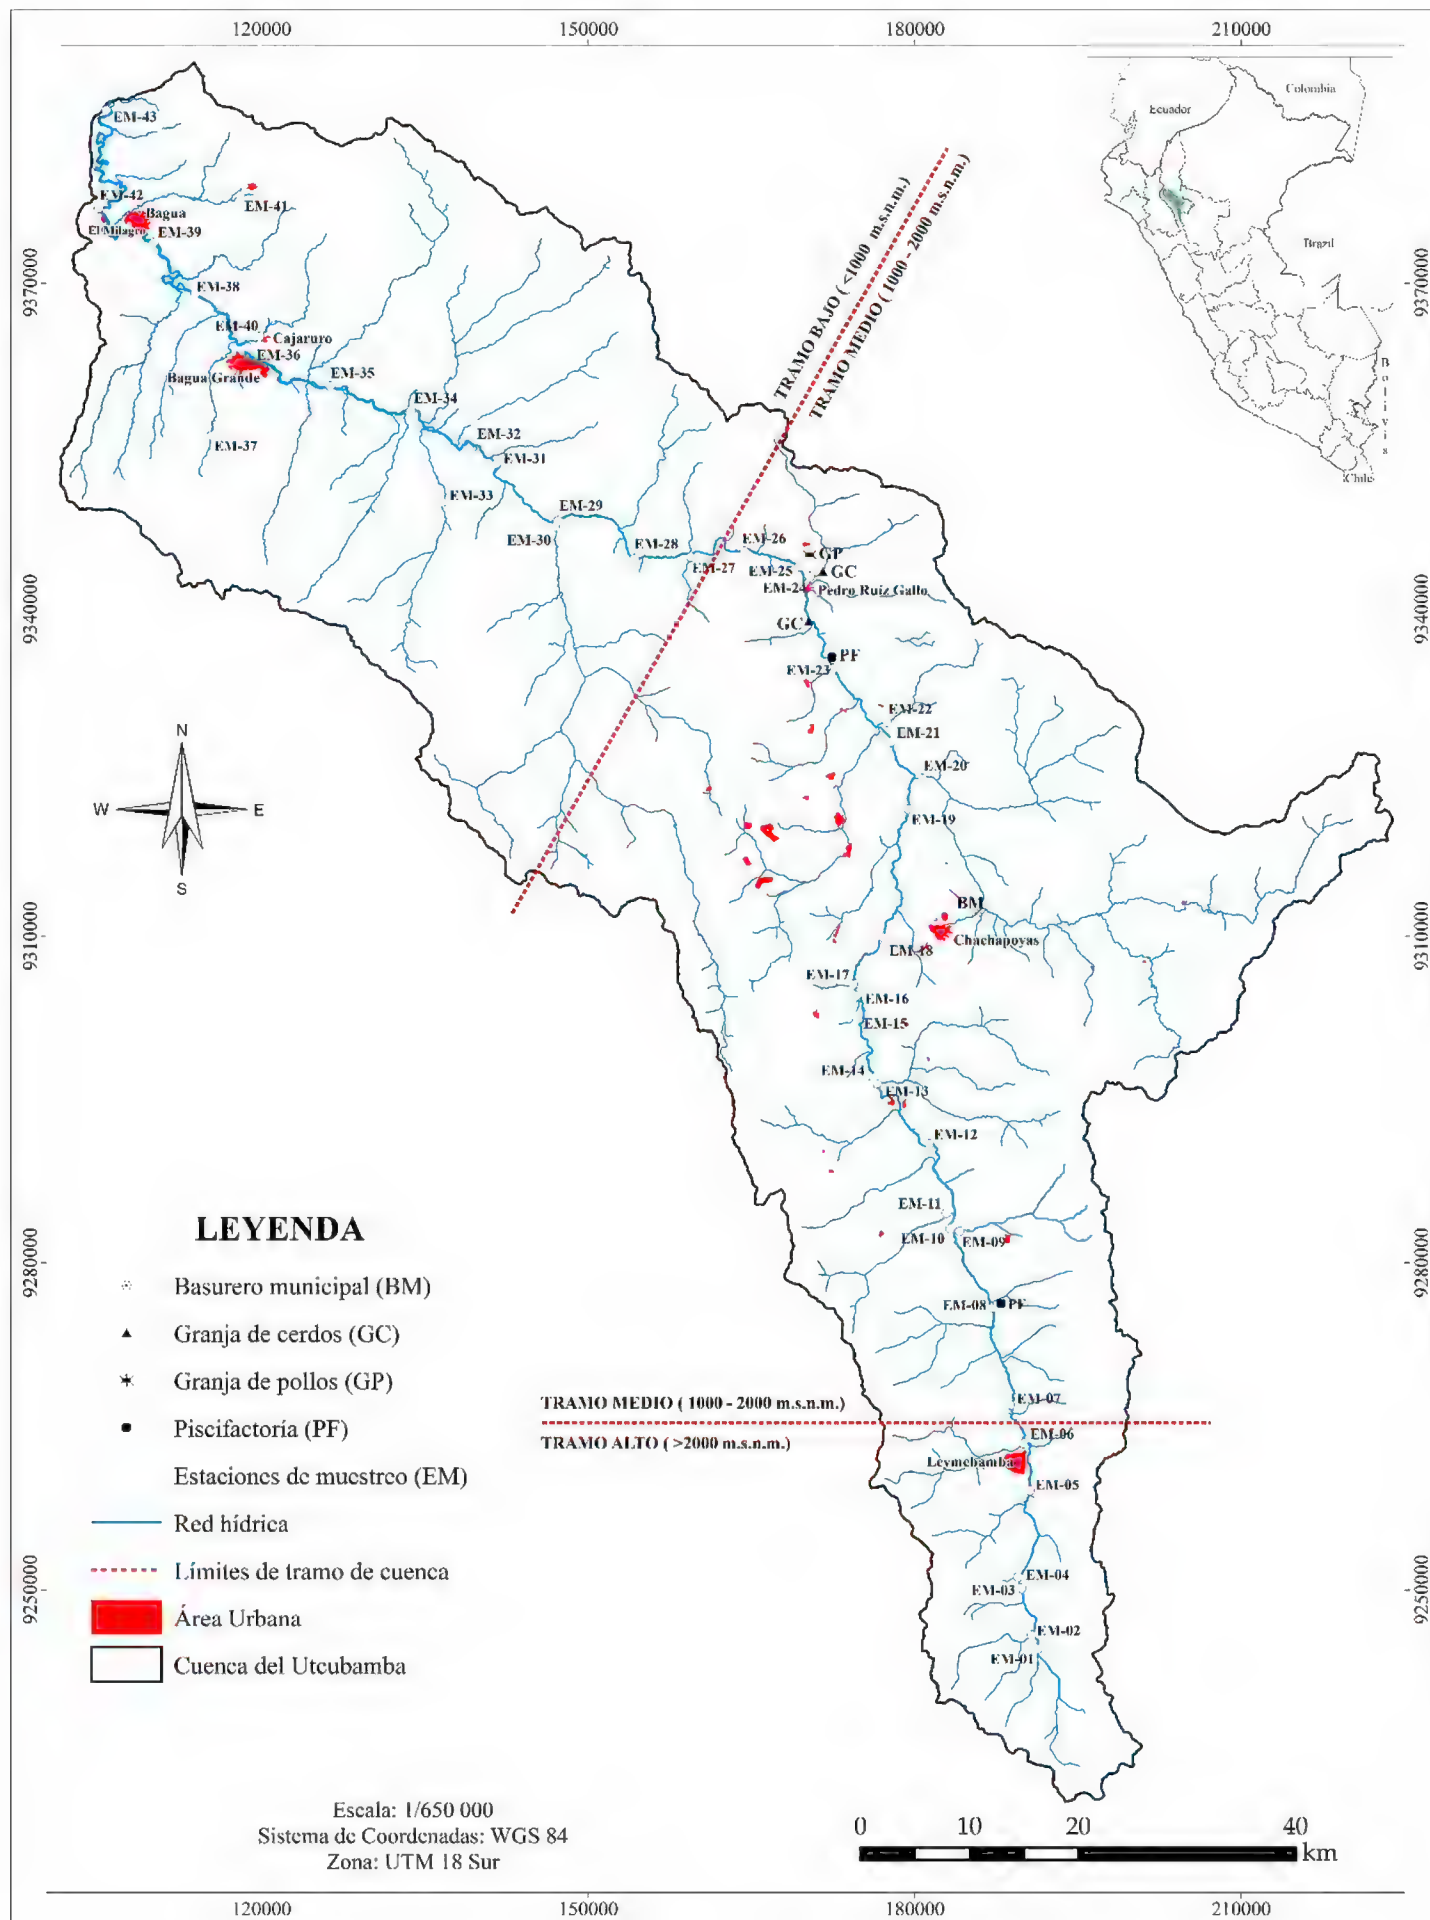 120000
150000
180000
210000
Colombia
Ecuador
Brazil
Bolivia
Chile
EM-43
EM-42
Bagua
EM-41
El Milagro
EM-39
9370000
9370000
EM-38
EM-40
Cajaruro
EM-36
Bagua Grande
EM-35
EM-34
EM-32
EM-37
EM-31
EM-33
EM-29
EM-30
EM-28
EM-27
EM-26
EM-25
TRAMO BAJO ( <1000 m.s.n.m.)
TRAMO MEDIO ( 1000 - 2000 m.s.n.m.)
GP
GC
EM-24
Pedro Ruiz Gallo
9340000
9340000
GC
PF
EM-23
EM-22
EM-21
EM-20
EM-19
N
W
E
S
BM
Chachapoyas
9310000
9310000
EM-18
EM-17
EM-16
EM-15
EM-14
EM-13
EM-12
EM-11
EM-10
EM-09
9280000
9280000
EM-08
PF
EM-07
TRAMO MEDIO ( 1000 - 2000 m.s.n.m.)
TRAMO ALTO ( >2000 m.s.n.m.)
EM-06
Leymebamba
EM-05
EM-04
EM-03
9250000
9250000
EM-02
EM-01
LEYENDA
Basurero municipal (BM)
Granja de cerdos (GC)
Granja de pollos (GP)
Piscifactoría (PF)
Estaciones de muestreo (EM)
Red hídrica
Límites de tramo de cuenca
Área Urbana
Cuenca del Utcubamba
Escala: 1/650 000
Sistema de Coordenadas: WGS 84
Zona: UTM 18 Sur
0 10 20 40
km
120000
150000
180000
210000